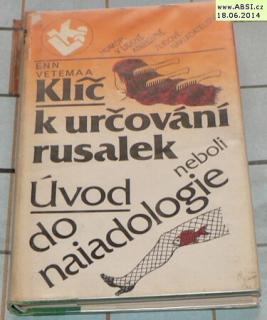 www.ABSI.cz
18.06.2014
ENN
VETEMAA
Klíč
k určování
rusalek
neboli
Úvod
do
naiadologie